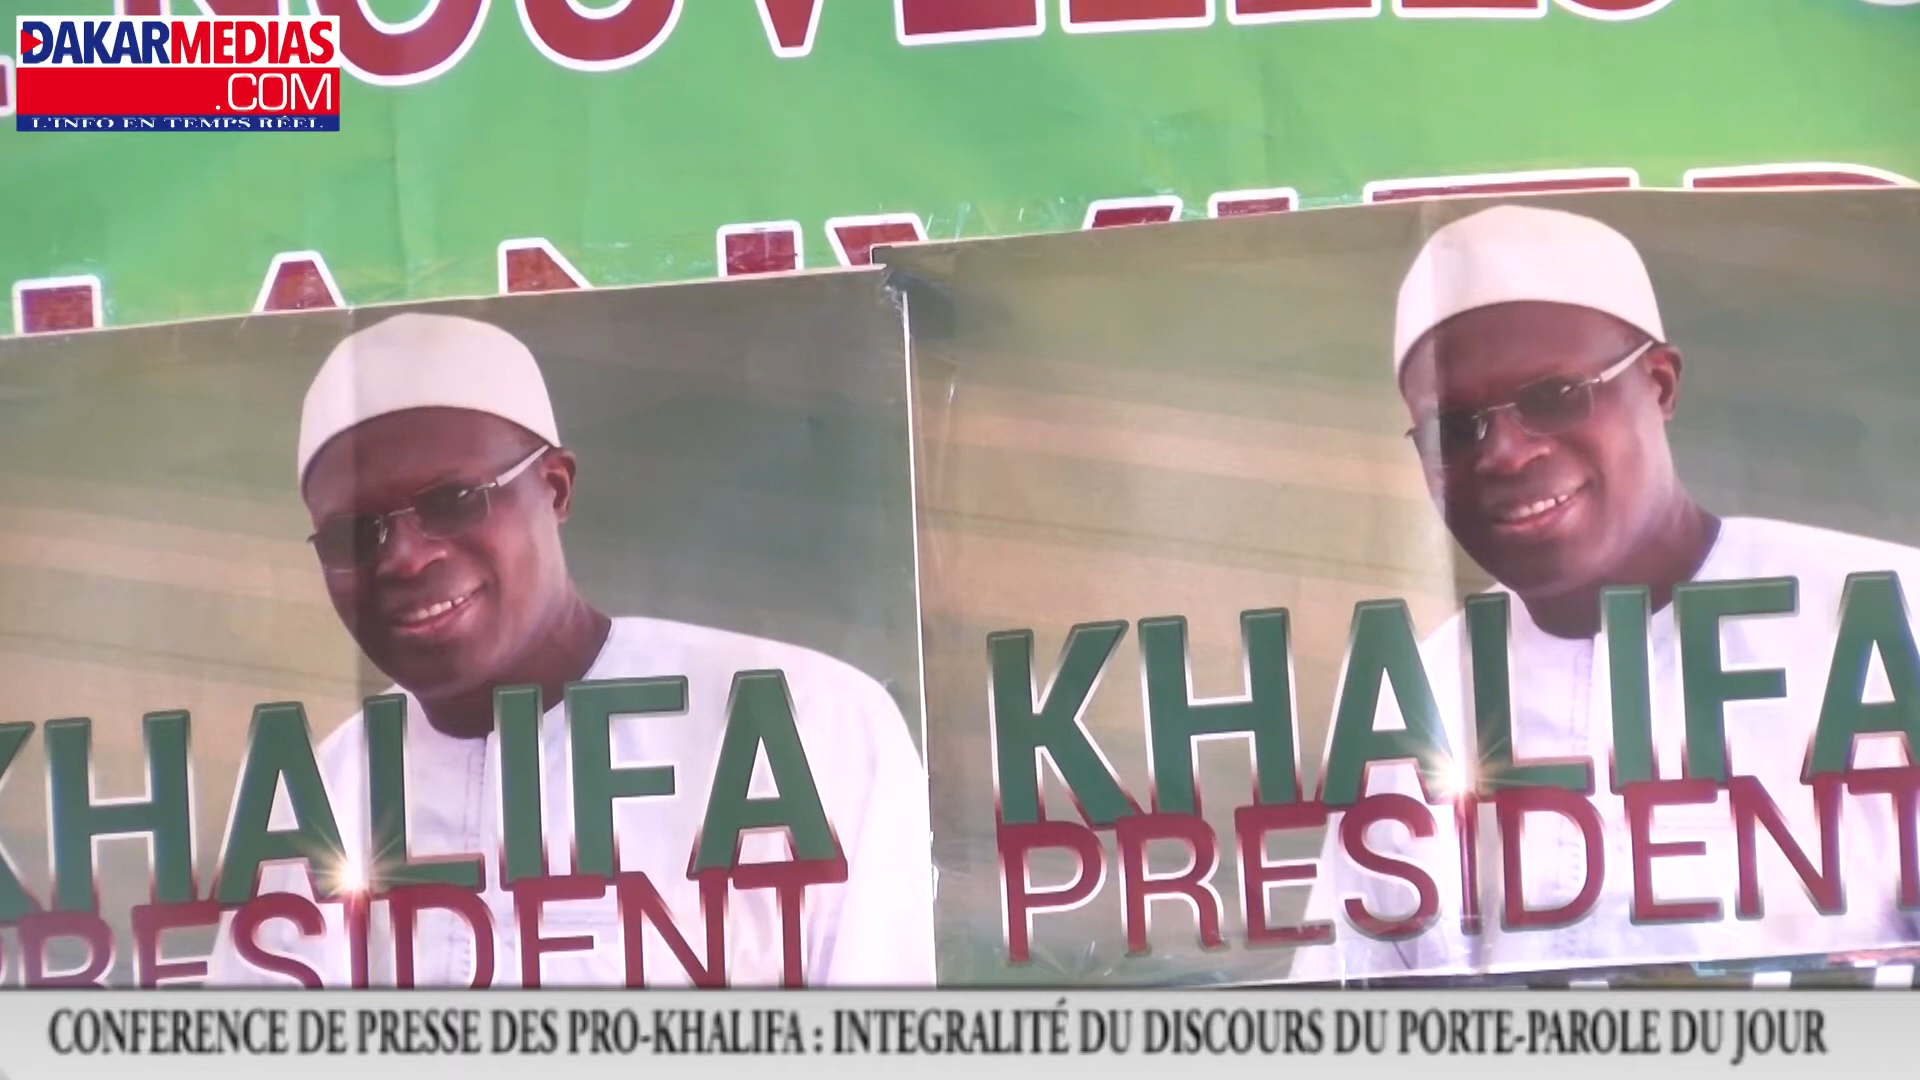 DAKARMEDIAS
.COM
L'INFO EN TEMPS RÉEL
KHALIFA
PRESIDENT
KHALIFA
PRESIDENT
CONFERENCE DE PRESSE DES PRO-KHALIFA : INTEGRALITÉ DU DISCOURS DU PORTE-PAROLE DU JOUR